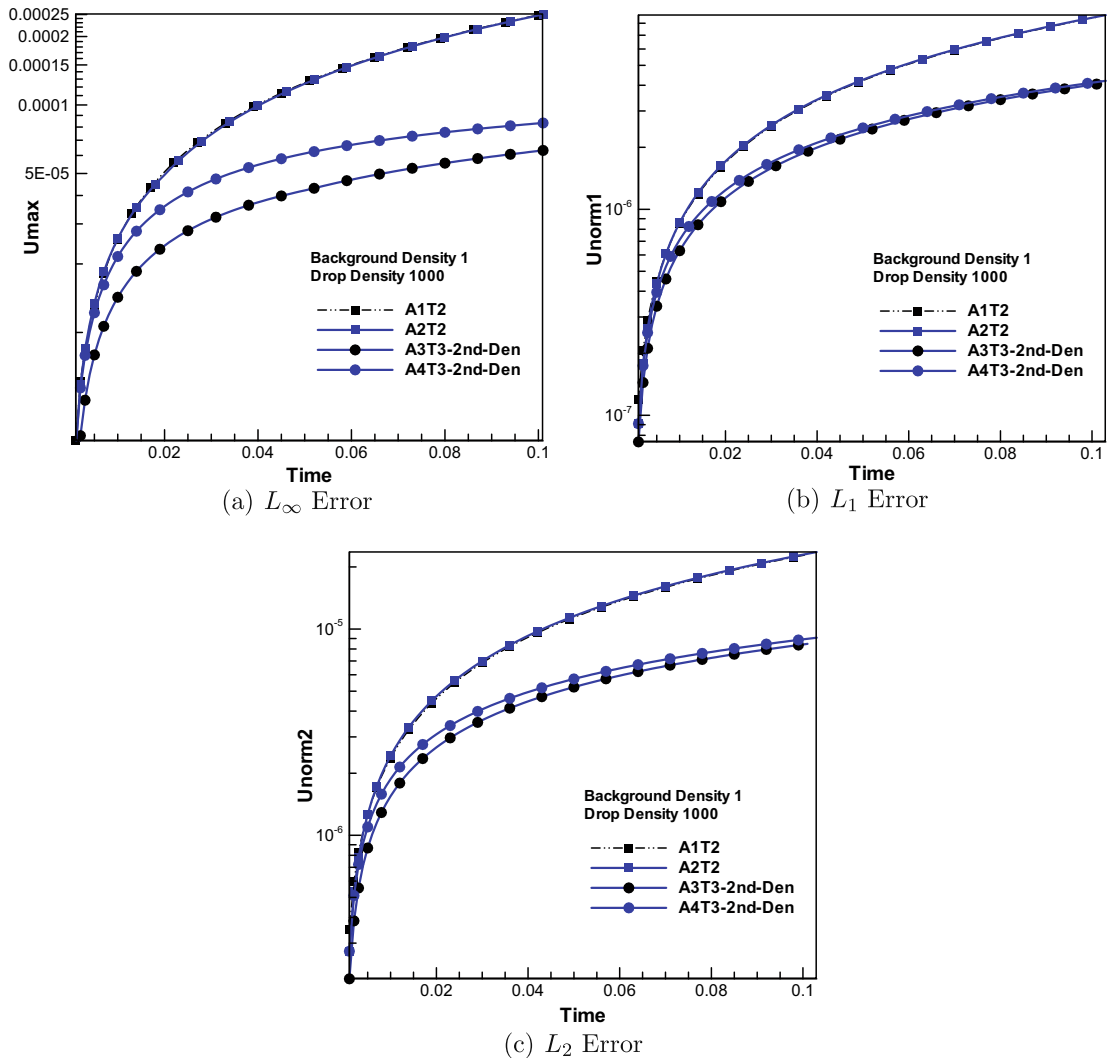 0.00025
0.0002
0.00015
0.0001
5E-05
Umax
Background Density 1
Drop Density 1000
A1T2
A2T2
A3T3-2nd-Den
A4T3-2nd-Den
0.02 0.04 0.06 0.08 0.1
Time
(a) L∞ Error
10-6
10-7
Unorm1
Background Density 1
Drop Density 1000
A1T2
A2T2
A3T3-2nd-Den
A4T3-2nd-Den
0.02 0.04 0.06 0.08 0.1
Time
(b) L1 Error
10-5
10-6
Unorm2
Background Density 1
Drop Density 1000
A1T2
A2T2
A3T3-2nd-Den
A4T3-2nd-Den
0.02 0.04 0.06 0.08 0.1
Time
(c) L2 Error